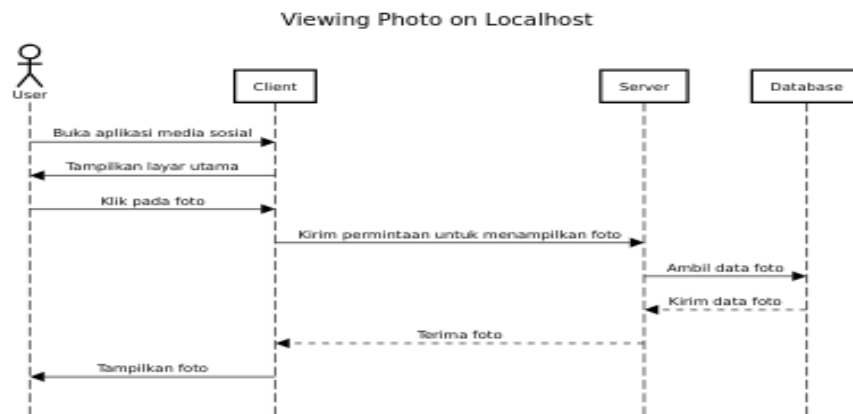 Viewing Photo on Localhost
User
Client
Server
Database
Buka aplikasi media sosial
Tampilkan layar utama
Klik pada foto
Kirim permintaan untuk menampilkan foto
Ambil data foto
Kirim data foto
Terima foto
Tampilkan foto